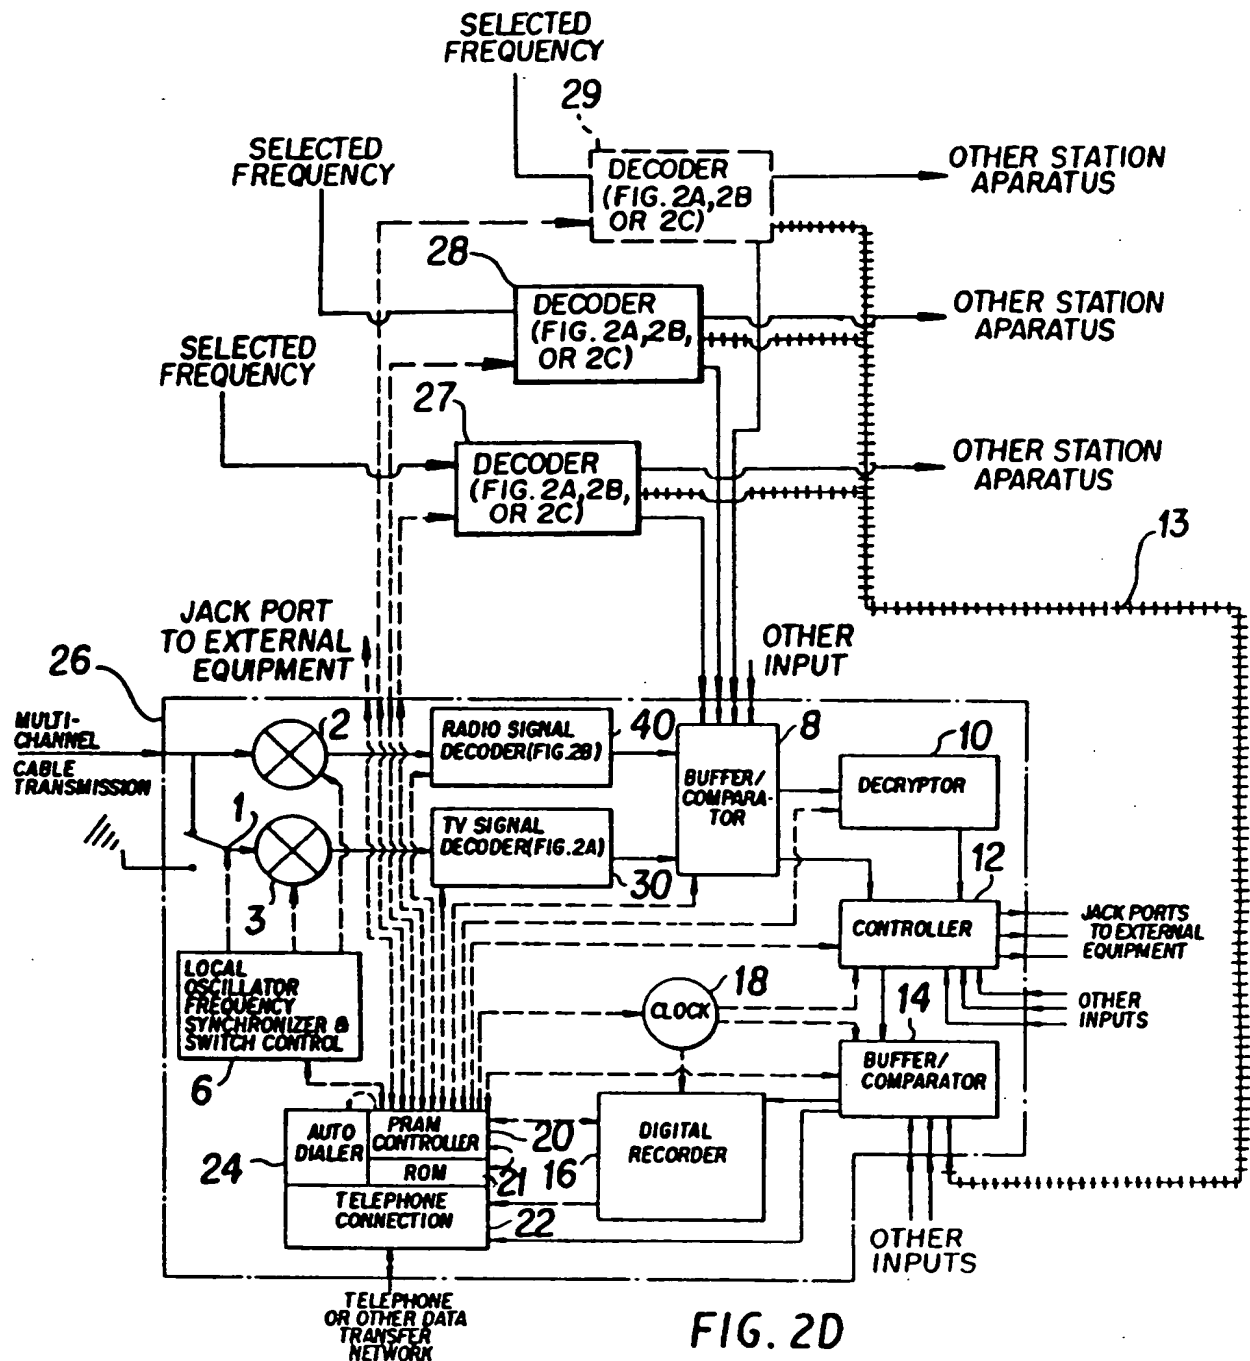 SELECTED
FREQUENCY
29
SELECTED
FREQUENCY
DECODER
(FIG. 2A, 2B
OR 2C)
OTHER STATION
APARATUS
28
DECODER
(FIG. 2A, 2B,
OR 2C)
OTHER STATION
APARATUS
SELECTED
FREQUENCY
27
DECODER
(FIG. 2A, 2B,
OR 2C)
OTHER STATION
APARATUS
13
JACK PORT
TO EXTERNAL
EQUIPMENT
OTHER
INPUT
26
MULTI-
CHANNEL
CABLE
TRANSMISSION
2
RADIO SIGNAL
DECODER(FIG.2B)
40
8
BUFFER/
COMPARA-
TOR
10
DECRYPTOR
1
3
TV SIGNAL
DECODER(FIG.2A)
30
12
CONTROLLER
JACK PORTS
TO EXTERNAL
EQUIPMENT
LOCAL
OSCILLATOR
FREQUENCY
SYNCHRONIZER &
SWITCH CONTROL
6
18
CLOCK
14
OTHER
INPUTS
BUFFER/
COMPARATOR
AUTO
DIALER
24
PRAM
CONTROLLER
20
ROM
21
16
DIGITAL
RECORDER
TELEPHONE
CONNECTION
22
OTHER
INPUTS
TELEPHONE
OR OTHER DATA
TRANSFER
NETWORK
FIG. 2D